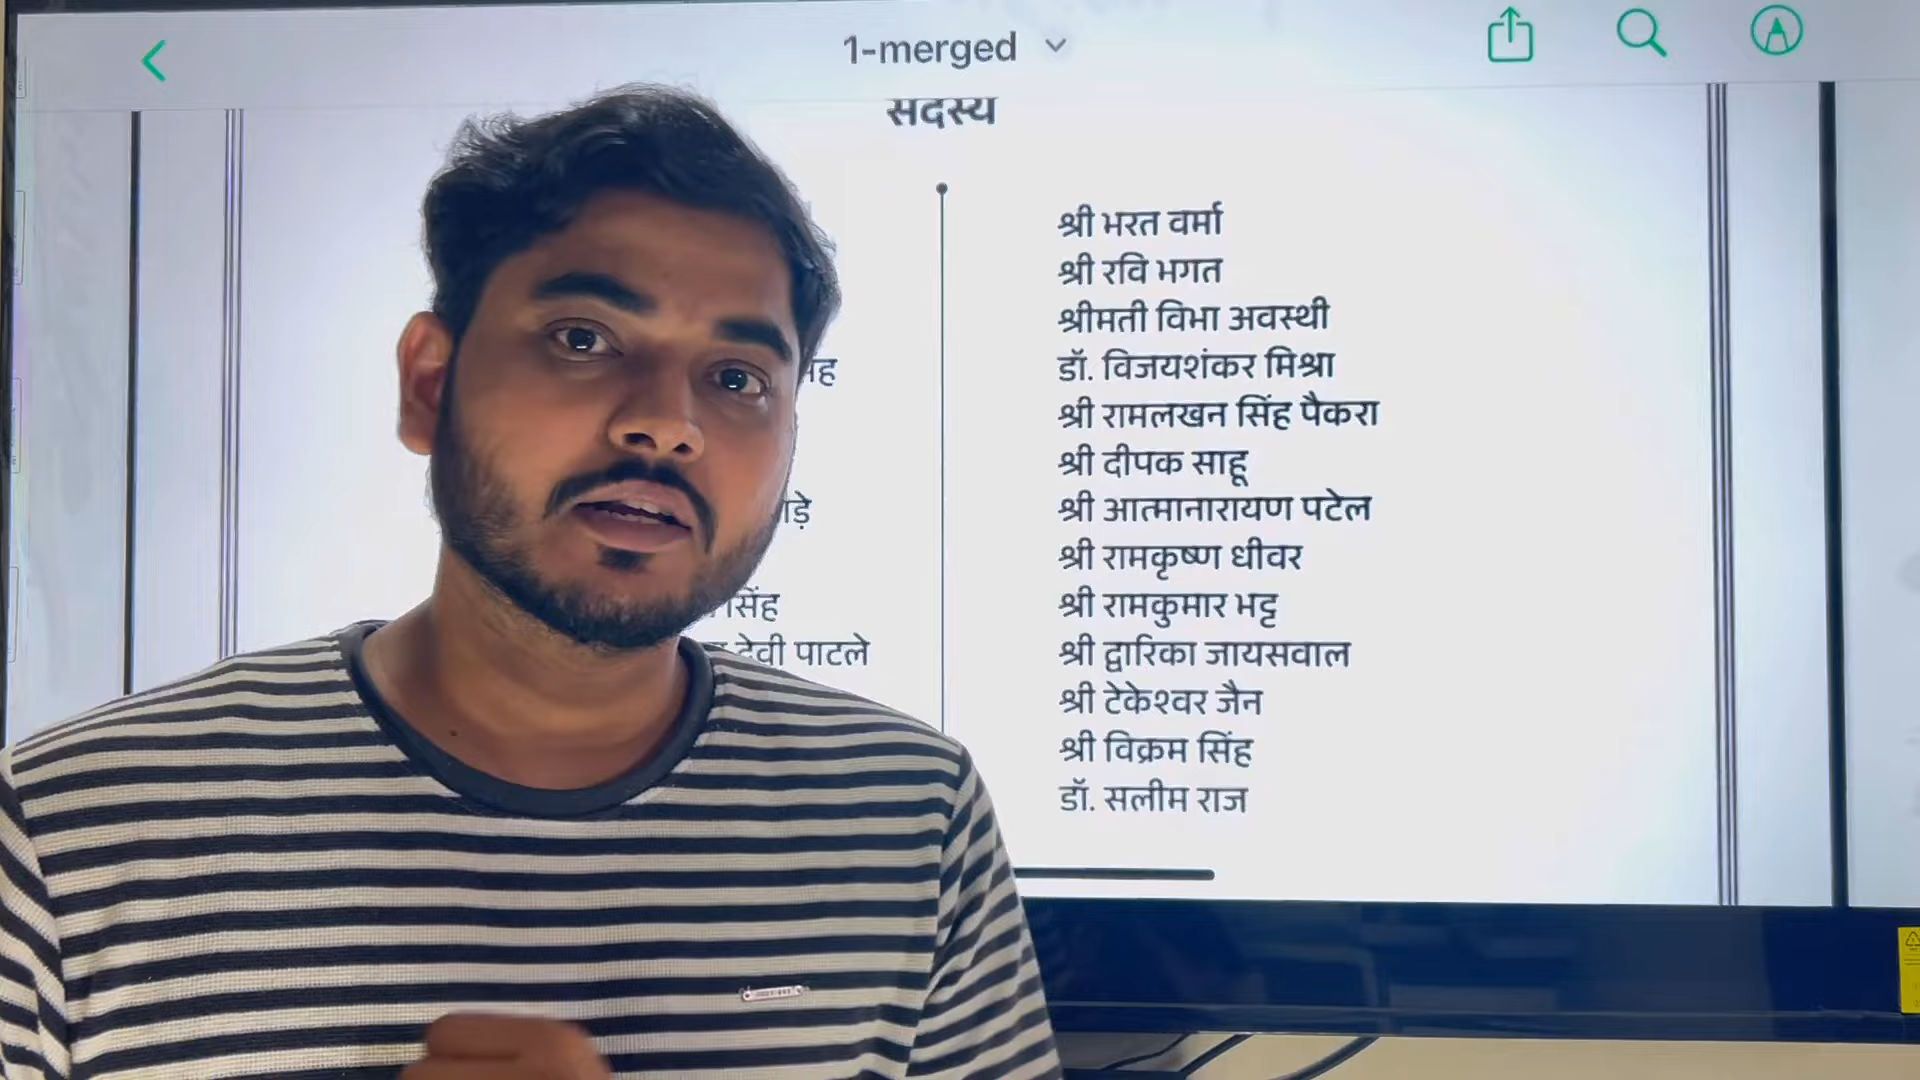 1-merged
सदस्य
सिंह
देवी पाटले
श्री भरत वर्मा
श्री रवि भगत
श्रीमती विभा अवस्थी
डॉ. विजयशंकर मिश्रा
श्री रामलखन सिंह पैकरा
श्री दीपक साहू
श्री आत्मानारायण पटेल
श्री रामकृष्ण धीवर
श्री रामकुमार भट्ट
श्री द्वारिका जायसवाल
श्री टेकेश्वर जैन
श्री विक्रम सिंह
डॉ. सलीम राज